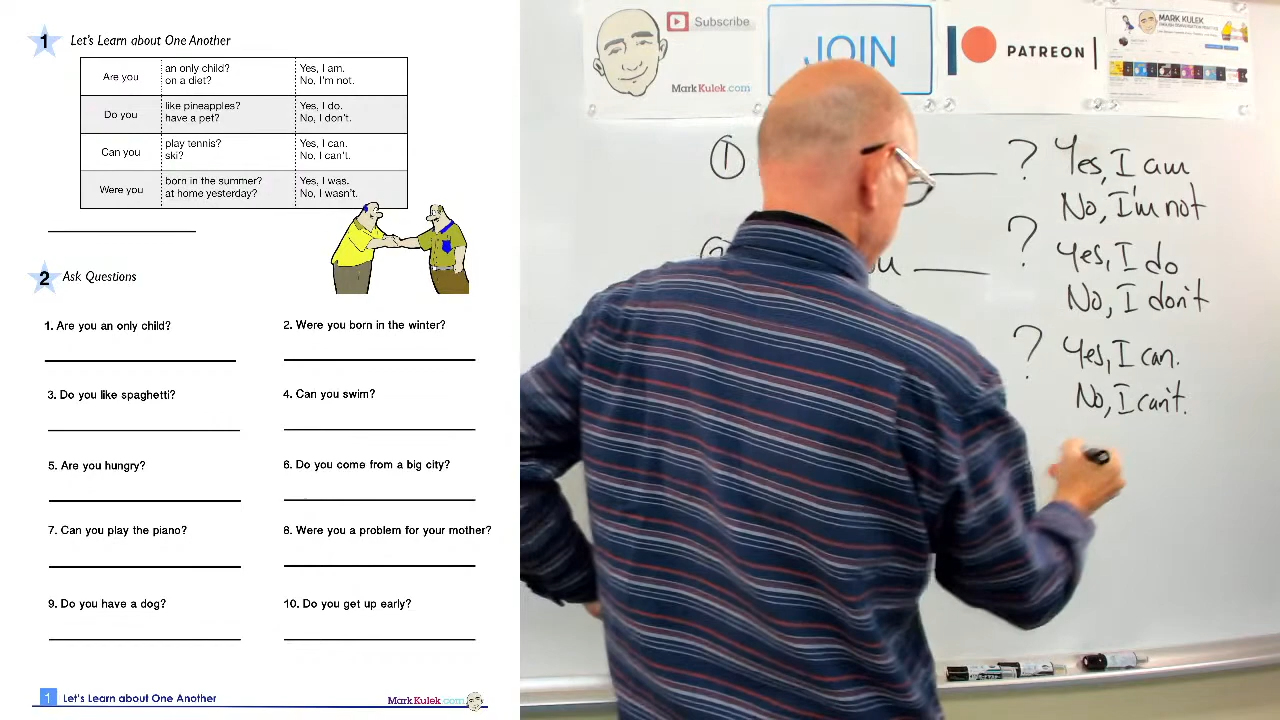 1 Let's Learn about One Another
Are you
an only child?
on a diet?
Yes, I am.
No, I'm not.
Do you
like pineapples?
have a pet?
Yes, I do.
No, I don't.
Can you
play tennis?
ski?
Yes, I can.
No, I can't.
Were you
born in the summer?
at home yesterday?
Yes, I was.
No, I wasn't.
2 Ask Questions
1. Are you an only child?
2. Were you born in the winter?
3. Do you like spaghetti?
4. Can you swim?
5. Are you hungry?
6. Do you come from a big city?
7. Can you play the piano?
8. Were you a problem for your mother?
9. Do you have a dog?
10. Do you get up early?
1 Let's Learn about One Another
MarkKulek.com
Subscribe
MarkKulek.com
JOIN
PATREON
MARK KULEK
1 ___ ? Yes, I am
No, I'm not
ou ___ ? Yes, I do
No, I don't
? Yes, I can.
No, I can't.